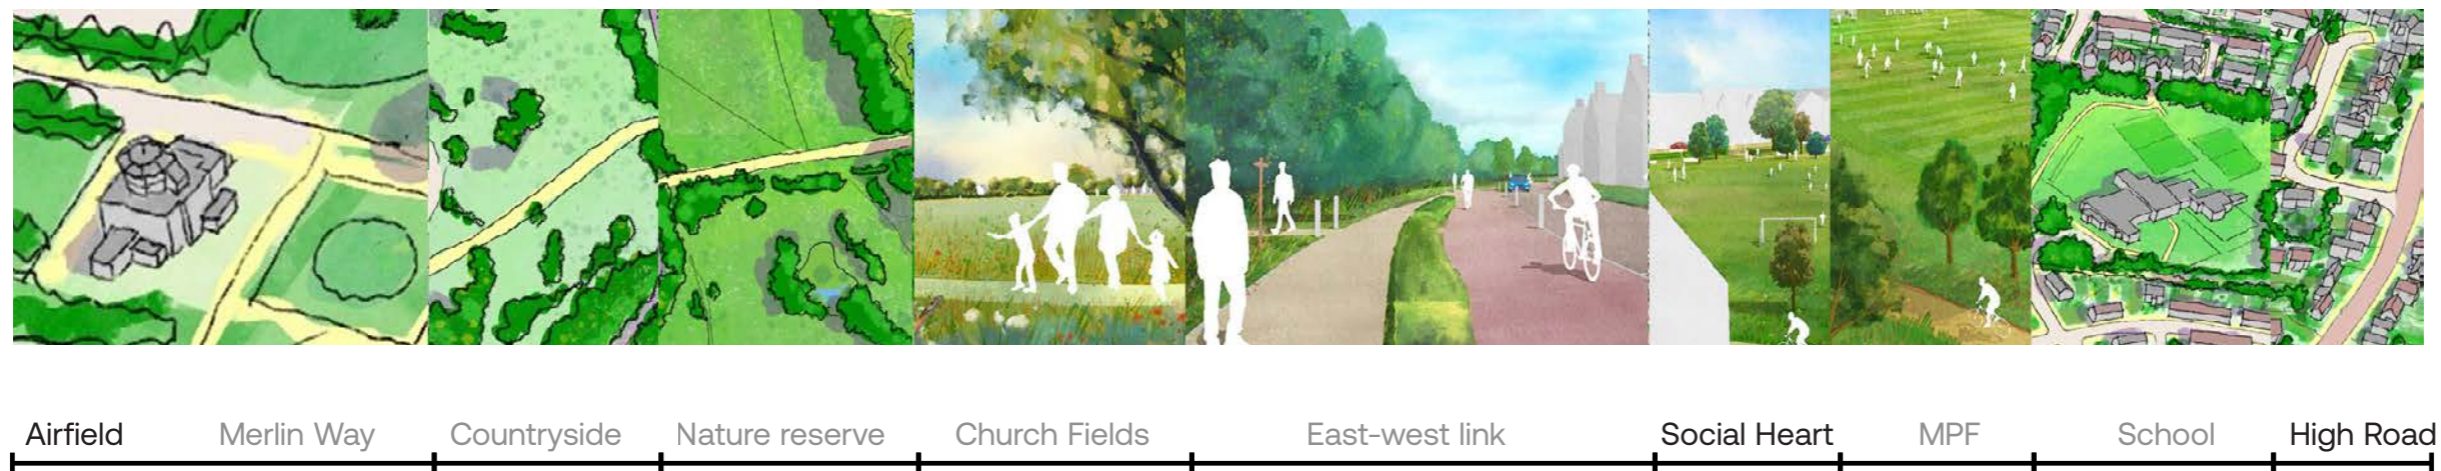 Airfield Merlin Way Countryside Nature reserve Church Fields East-west link Social Heart MPF School High Road